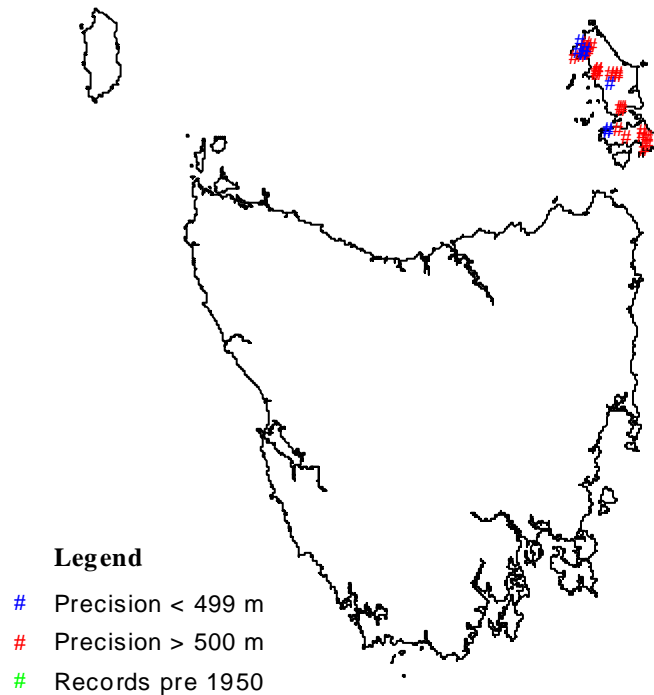 Legend
# Precision < 499 m
# Precision > 500 m
# Records pre 1950